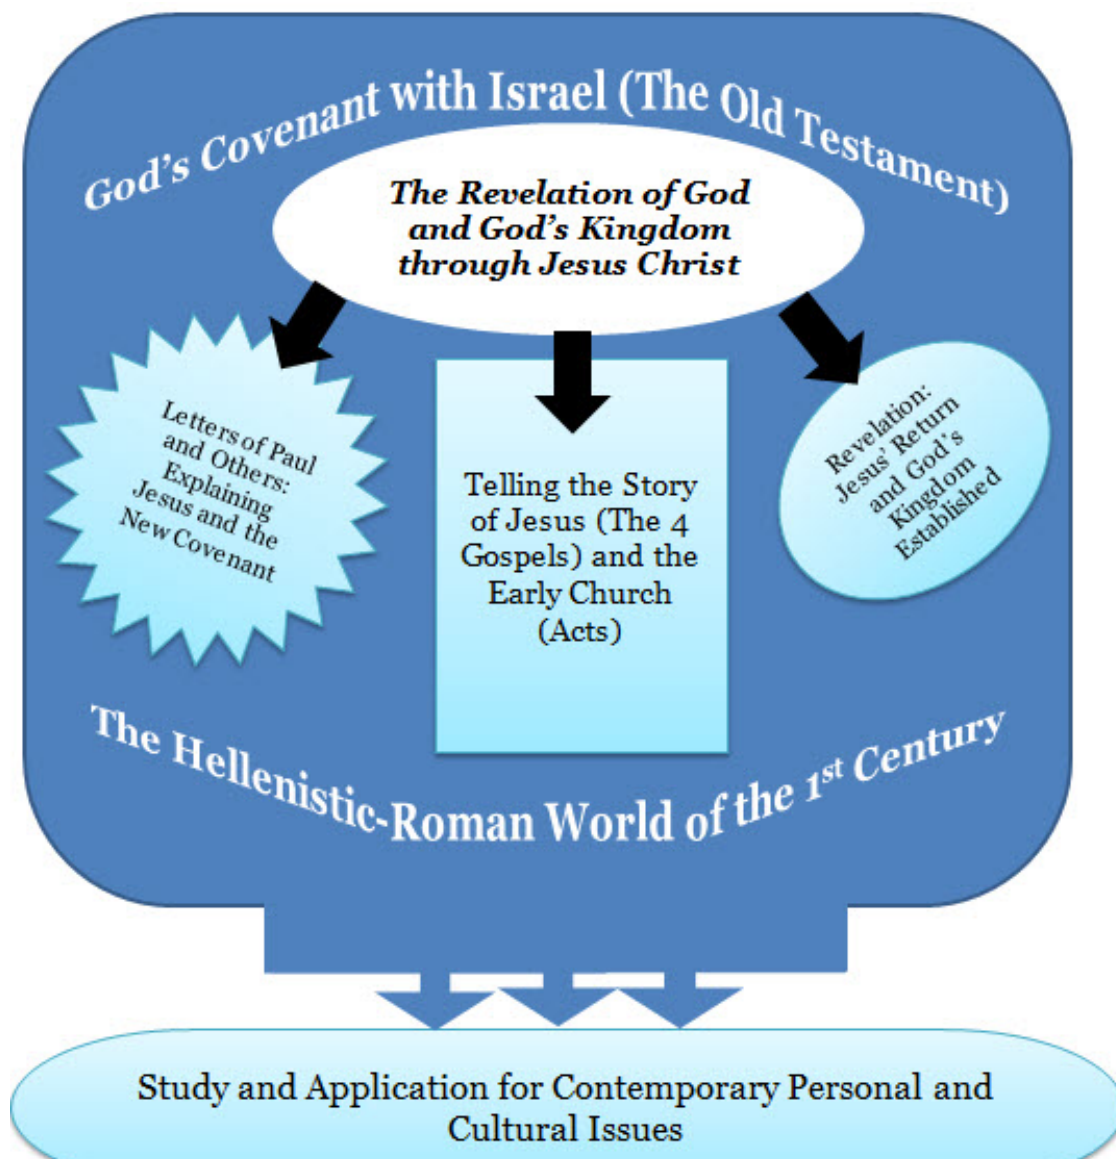 God’s Covenant with Israel (The Old Testament)
The Revelation of God
and God’s Kingdom
through Jesus Christ
Letters of Paul
and Others:
Explaining
Jesus and the
New Covenant
Telling the Story
of Jesus (The 4
Gospels) and the
Early Church
(Acts)
Revelation:
Jesus’ Return
and God’s
Kingdom
Established
The Hellenistic-Roman World of the 1st Century
Study and Application for Contemporary Personal and
Cultural Issues